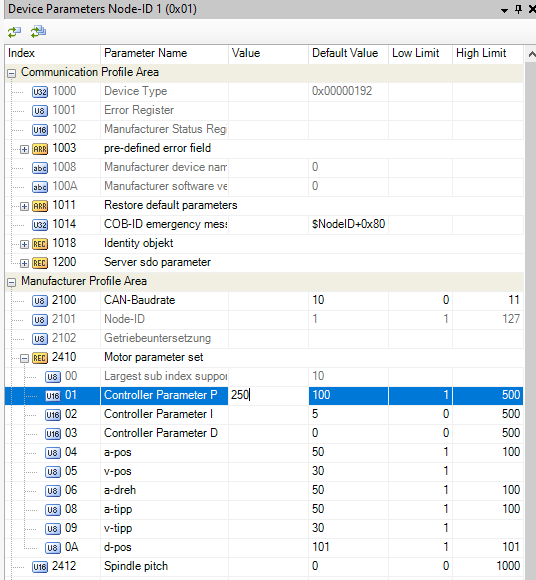 Device Parameters Node-ID 1 (0x01)
Index Parameter Name Value Default Value Low Limit High Limit
Communication Profile Area
U32 1000 Device Type 0x00000192
U8 1001 Error Register
U16 1002 Manufacturer Status Reg
ARR 1003 pre-defined error field
abc 1008 Manufacturer device nam 0
abc 100A Manufacturer software ve 0
ARR 1011 Restore default parameters
U32 1014 COB-ID emergency mess $NodeID+0x80
REC 1018 Identity objekt
REC 1200 Server sdo parameter
Manufacturer Profile Area
U8 2100 CAN-Baudrate 10 0 11
U8 2101 Node-ID 1 1 127
U8 2102 Getriebeuntersetzung
REC 2410 Motor parameter set
U8 00 Largest sub index suppor 10
U16 01 Controller Parameter P 250 100 1 500
U16 02 Controller Parameter I 5 0 500
U16 03 Controller Parameter D 0 0 500
U8 04 a-pos 50 1 100
U8 05 v-pos 30 1
U8 06 a-dreh 50 1 100
U8 08 a-tipp 50 1 100
U8 09 v-tipp 30 1
U8 0A d-pos 101 1 101
U16 2412 Spindle pitch 0 0 1000